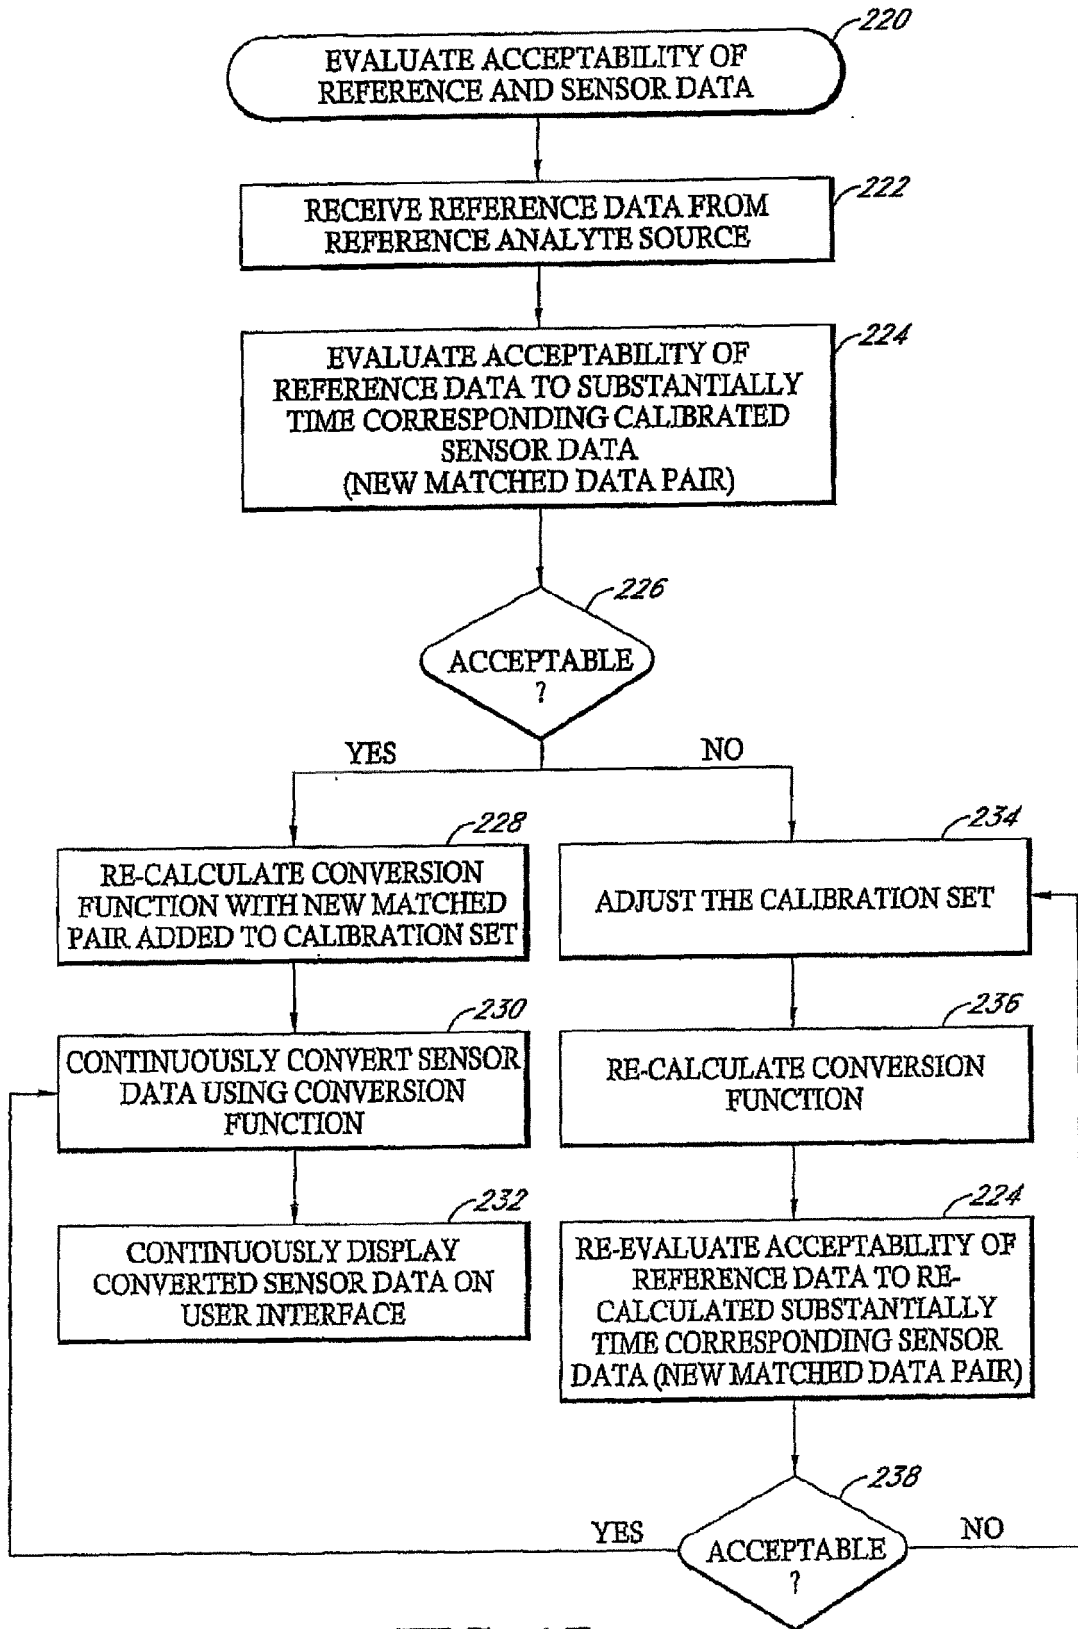 220
EVALUATE ACCEPTABILITY OF
REFERENCE AND SENSOR DATA
222
RECEIVE REFERENCE DATA FROM
REFERENCE ANALYTE SOURCE
224
EVALUATE ACCEPTABILITY OF
REFERENCE DATA TO SUBSTANTIALLY
TIME CORRESPONDING CALIBRATED
SENSOR DATA
(NEW MATCHED DATA PAIR)
226
ACCEPTABLE
?
YES
NO
228
RE-CALCULATE CONVERSION
FUNCTION WITH NEW MATCHED
PAIR ADDED TO CALIBRATION SET
230
CONTINUOUSLY CONVERT SENSOR
DATA USING CONVERSION
FUNCTION
232
CONTINUOUSLY DISPLAY
CONVERTED SENSOR DATA ON
USER INTERFACE
234
ADJUST THE CALIBRATION SET
236
RE-CALCULATE CONVERSION
FUNCTION
224
RE-EVALUATE ACCEPTABILITY OF
REFERENCE DATA TO RE-
CALCULATED SUBSTANTIALLY
TIME CORRESPONDING SENSOR
DATA (NEW MATCHED DATA PAIR)
238
YES
ACCEPTABLE
?
NO